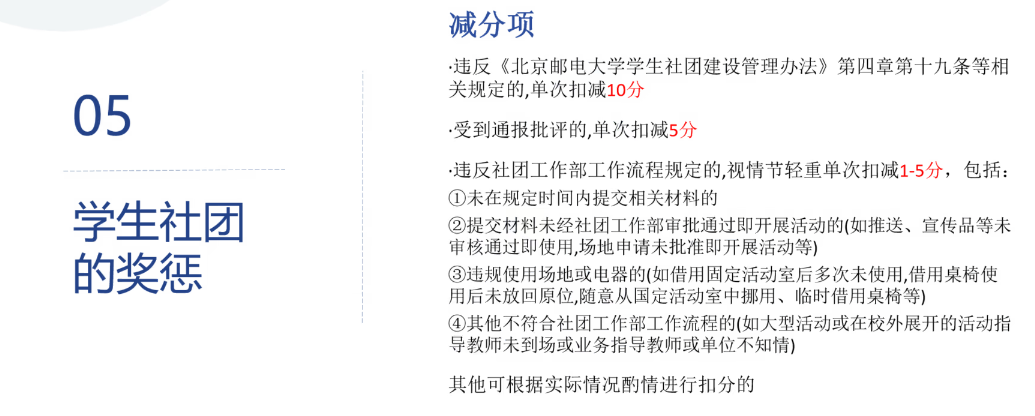 05
学生社团
的奖惩
减分项
·违反《北京邮电大学学生社团建设管理办法》第四章第十九条等相
关规定的,单次扣减10分
·受到通报批评的,单次扣减5分
·违反社团工作部工作流程规定的,视情节轻重单次扣减1-5分，包括：
①未在规定时间内提交相关材料的
②提交材料未经社团工作部审批通过即开展活动的(如推送、宣传品等未
审核通过即使用,场地申请未批准即开展活动等)
③违规使用场地或电器的(如借用固定活动室后多次未使用,借用桌椅使
用后未放回原位,随意从国定活动室中挪用、临时借用桌椅等)
④其他不符合社团工作部工作流程的(如大型活动或在校外展开的活动指
导教师未到场或业务指导教师或单位不知情)
其他可根据实际情况酌情进行扣分的